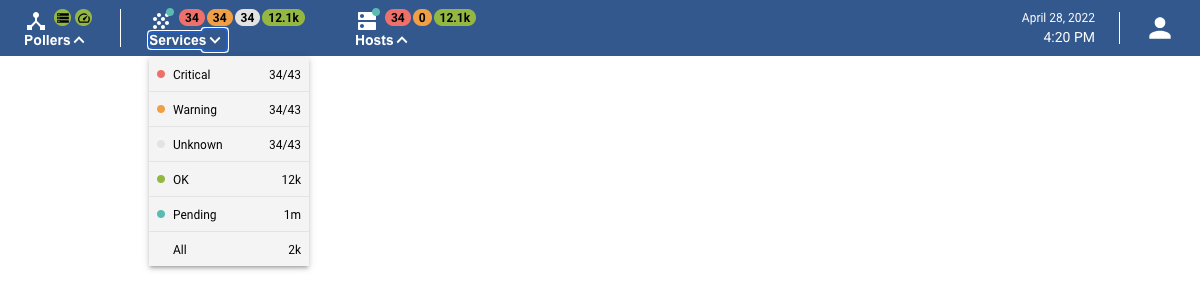 34 34 34 12.1k
34 0 12.1k
Pollers
Services
Hosts
April 28, 2022
4:20 PM
Critical 34/43
Warning 34/43
Unknown 34/43
OK 12k
Pending 1m
All 2k